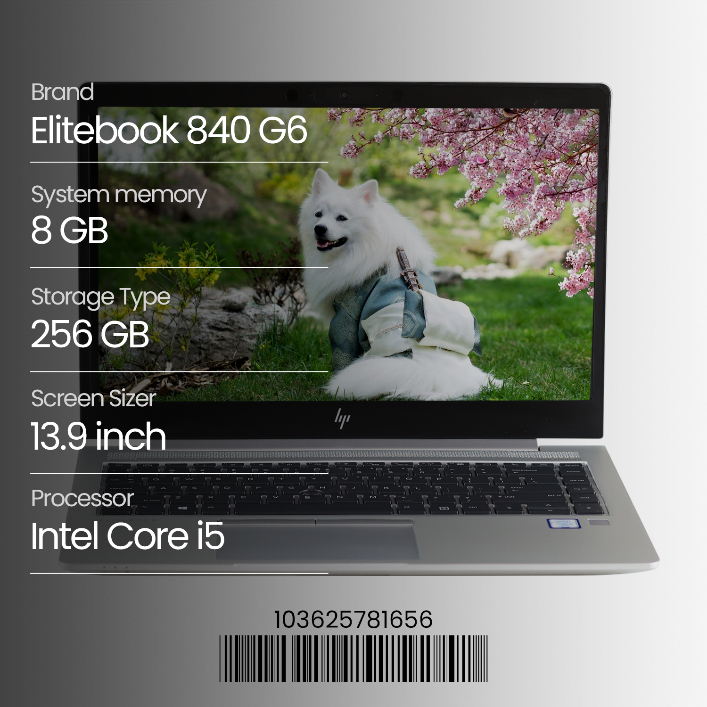 Brand
Elitebook 840 G6
System memory
8 GB
Storage Type
256 GB
Screen Sizer
13.9 inch
Processor
Intel Core i5
hp
103625781656